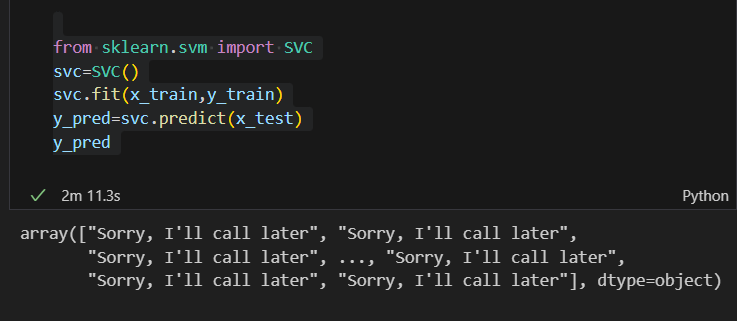 from sklearn.svm import SVC
svc=SVC()
svc.fit(x_train,y_train)
y_pred=svc.predict(x_test)
y_pred
2m 11.3s
Python
array(["Sorry, I'll call later", "Sorry, I'll call later",
"Sorry, I'll call later", ..., "Sorry, I'll call later",
"Sorry, I'll call later", "Sorry, I'll call later"], dtype=object)